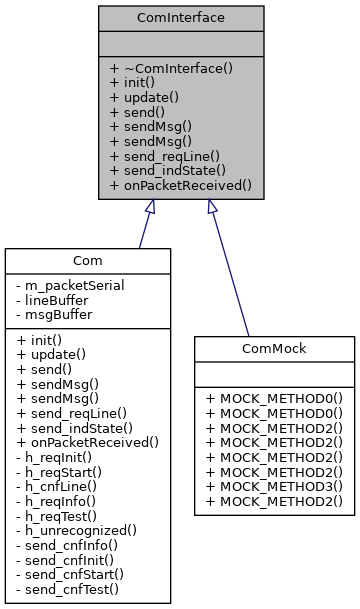 ComInterface
+ ~ComInterface()
+ init()
+ update()
+ send()
+ sendMsg()
+ sendMsg()
+ send_reqLine()
+ send_indState()
+ onPacketReceived()
Com
- m_packetSerial
- lineBuffer
- msgBuffer
+ init()
+ update()
+ send()
+ sendMsg()
+ sendMsg()
+ send_reqLine()
+ send_indState()
+ onPacketReceived()
- h_reqInit()
- h_reqStart()
- h_cnfLine()
- h_reqInfo()
- h_reqTest()
- h_unrecognized()
- send_cnfInfo()
- send_cnfInit()
- send_cnfStart()
- send_cnfTest()
ComMock
+ MOCK_METHOD0()
+ MOCK_METHOD0()
+ MOCK_METHOD2()
+ MOCK_METHOD2()
+ MOCK_METHOD2()
+ MOCK_METHOD2()
+ MOCK_METHOD3()
+ MOCK_METHOD2()